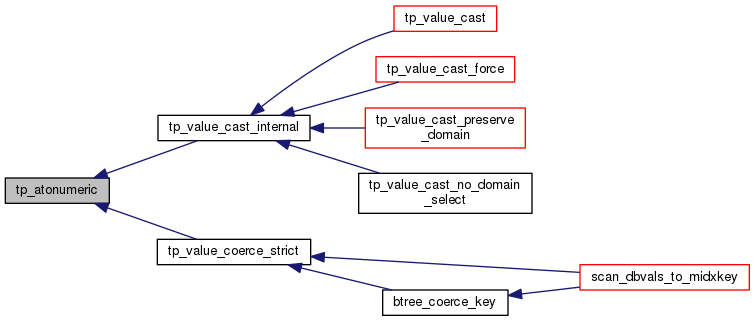 tp_value_cast
tp_value_cast_force
tp_value_cast_internal
tp_value_cast_preserve
_domain
tp_atonumeric
tp_value_cast_no_domain
_select
tp_value_coerce_strict
scan_dbvals_to_midxkey
btree_coerce_key